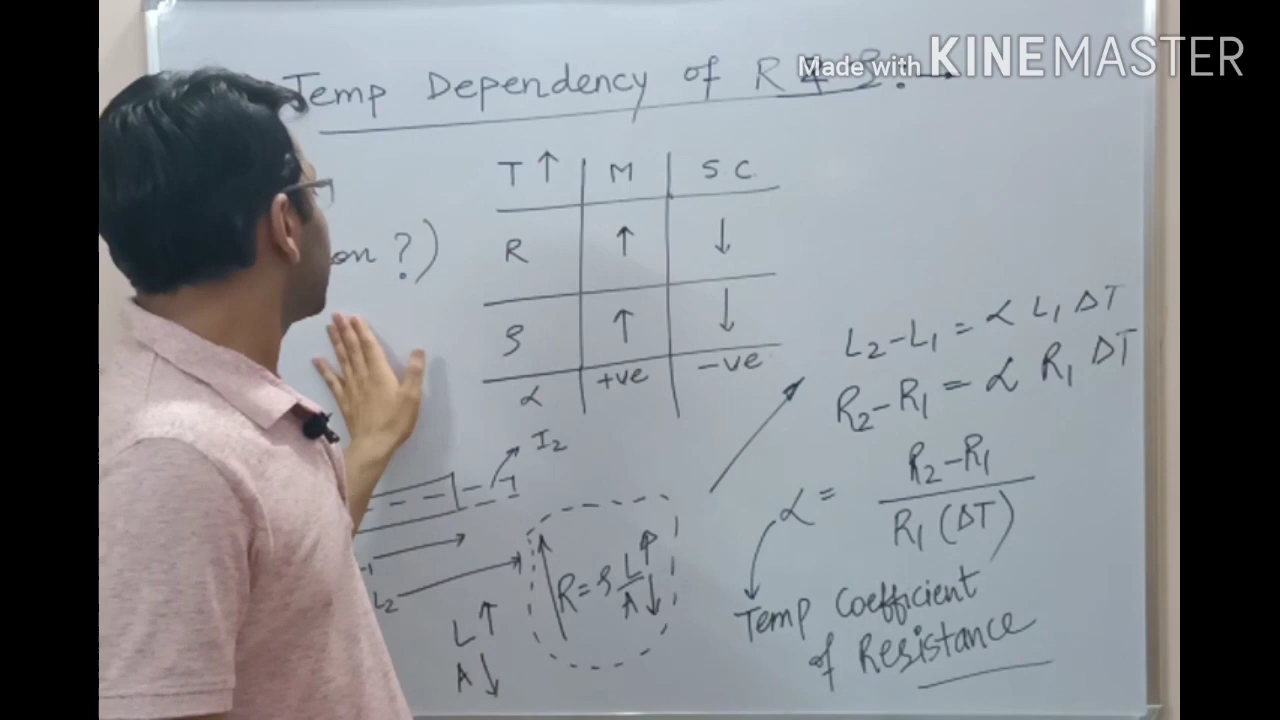 Temp Dependency of R & ρ. →
Made with KINEMASTER
T ↑ M S C
R ↑ ↓
on ?)
ρ ↑ ↓
α +ve -ve
L₂-L₁ = α L₁ ΔT
R₂-R₁ = α R₁ ΔT
I₂
α = R₂-R₁ / R₁ (ΔT)
R = ρ L↑ / A↓
L₂
L ↑
A ↓
Temp Coefficient
of Resistance